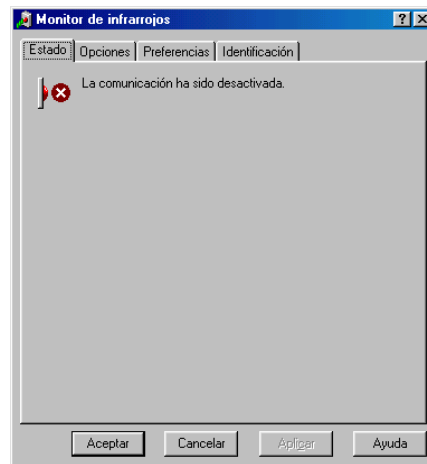 Monitor de infrarrojos
Estado Opciones Preferencias Identificación
La comunicación ha sido desactivada.
Aceptar Cancelar Aplicar Ayuda